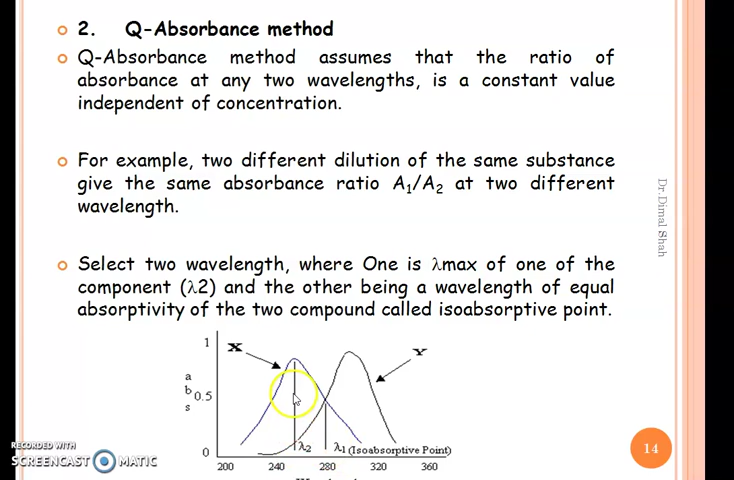 2. Q-Absorbance method
Q-Absorbance method assumes that the ratio of
absorbance at any two wavelengths, is a constant value
independent of concentration.
For example, two different dilution of the same substance
give the same absorbance ratio A₁/A₂ at two different
wavelength.
Select two wavelength, where One is λmax of one of the
component (λ2) and the other being a wavelength of equal
absorptivity of the two compound called isoabsorptive point.
Dr.Dimal Shah
1
X
Y
a
b
s
0.5
0
λ2
λ1 (Isoabsorptive Point)
200 240 280 320 360
14
RECORDED WITH
SCREENCAST MATIC